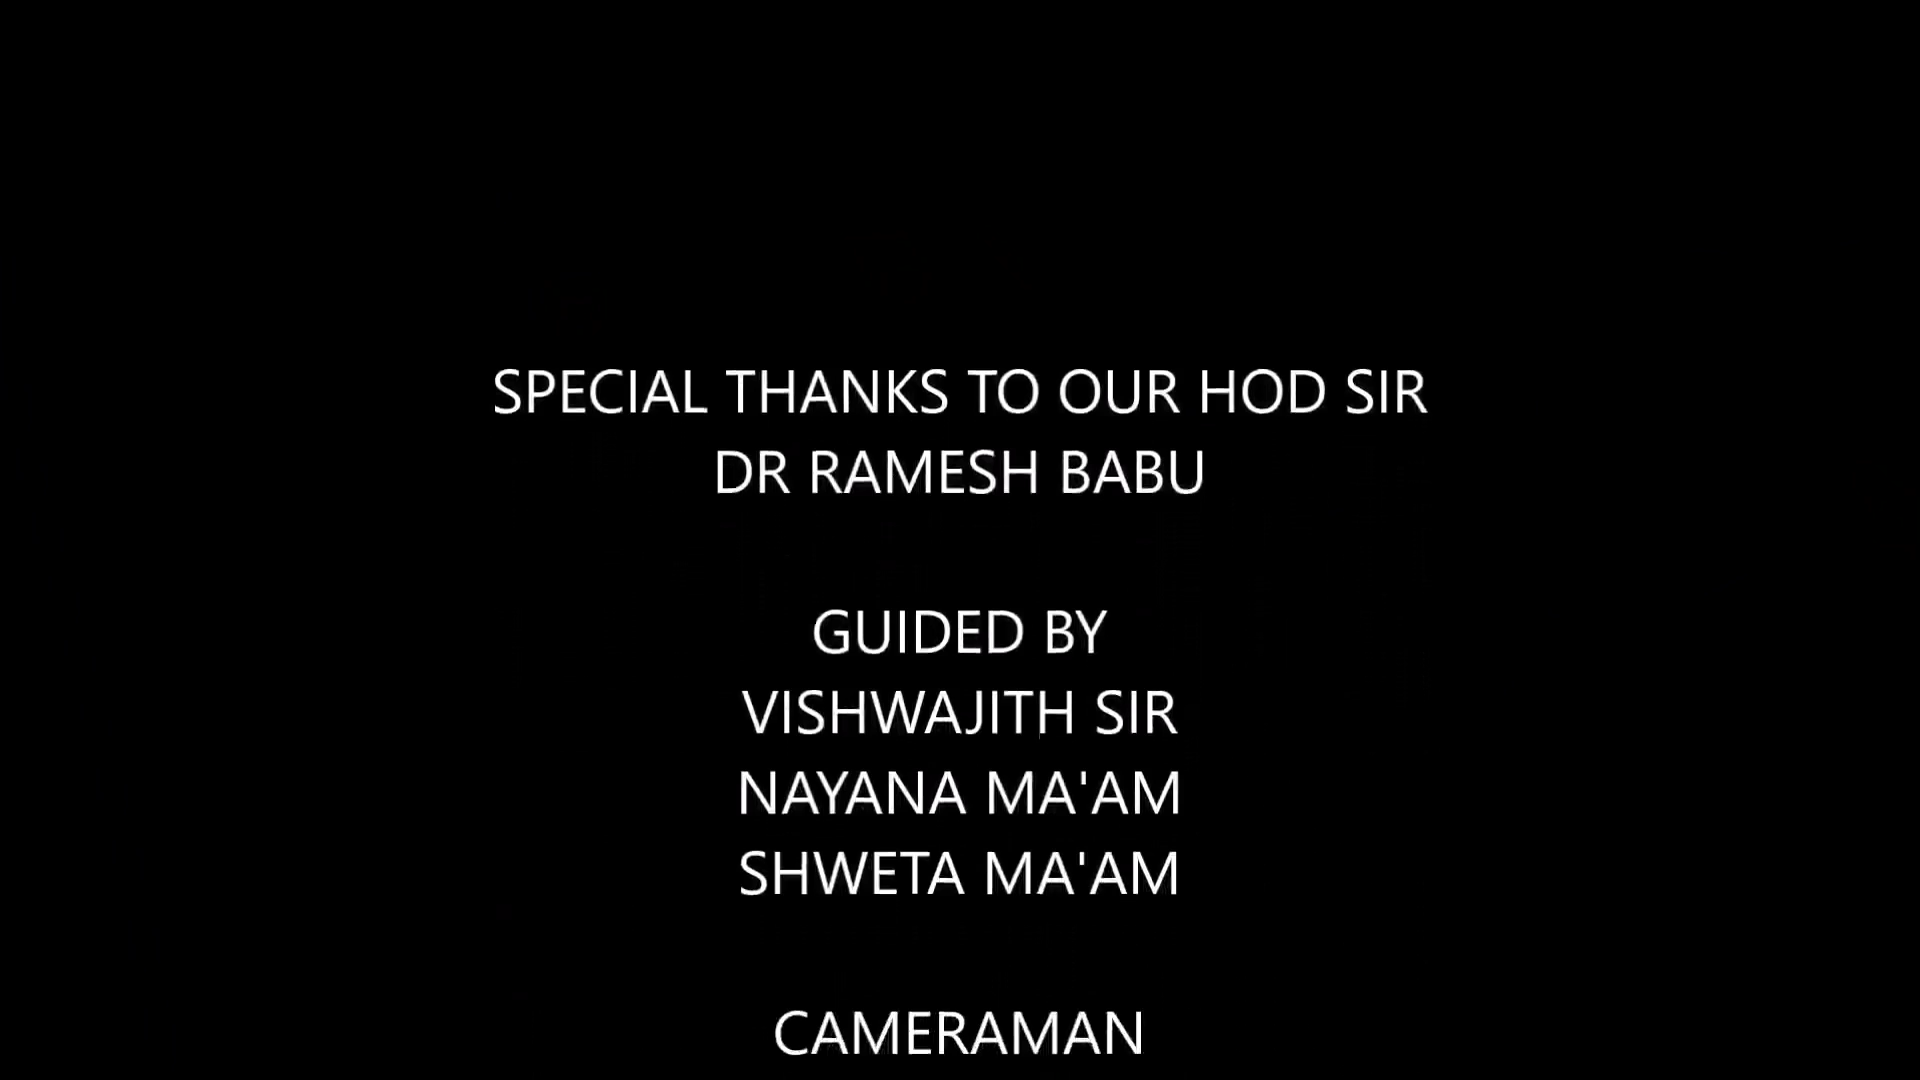 SPECIAL THANKS TO OUR HOD SIR
DR RAMESH BABU
GUIDED BY
VISHWAJITH SIR
NAYANA MA'AM
SHWETA MA'AM
CAMERAMAN